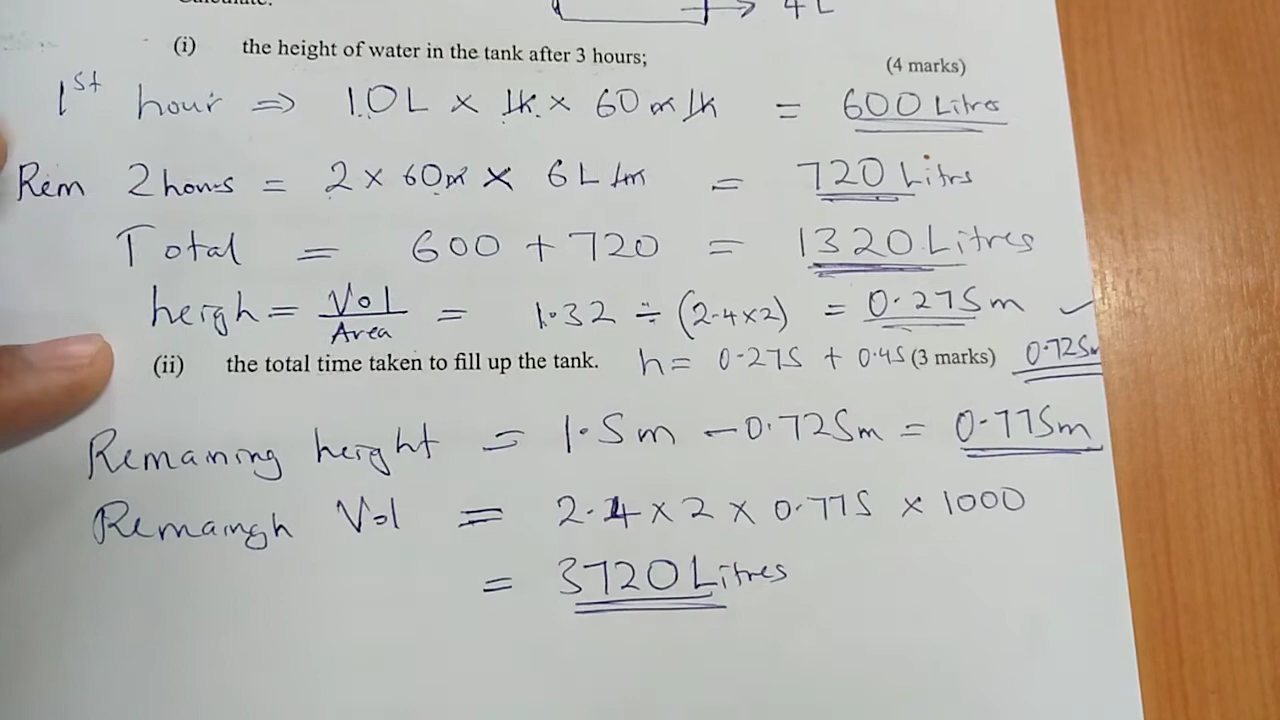 4L
(i) the height of water in the tank after 3 hours;
(4 marks)
1st hour ⇒ 10L × 1h × 60m/h = 600 Litres
Rem 2 hours = 2 × 60m × 6L/m = 720 Litrs
Total = 600 + 720 = 1320 Litres
heigh = Vol/Area = 1.32 ÷ (2.4×2) = 0.275m ✓
(ii) the total time taken to fill up the tank. h = 0.275 + 0.45 (3 marks) 0.725m
Remaning height = 1.5m − 0.725m = 0.775m
Remaingh Vol = 2.4 × 2 × 0.775 × 1000
= 3720 Litres